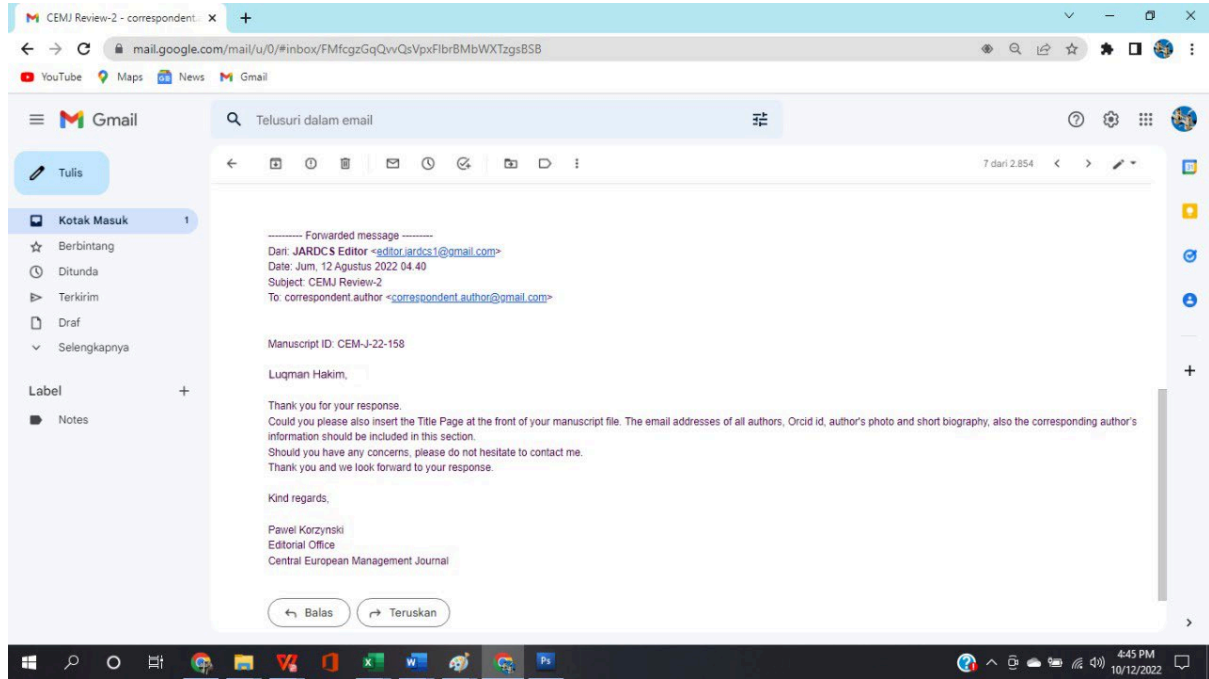 CEMJ Review-2 - correspondent.
mail.google.com/mail/u/0/#inbox/FMfcgzGqQvvQsVpxFlbrBMbWXTzgsBSB
YouTube Maps News Gmail
Gmail
Telusuri dalam email
Tulis
7 dari 2.854
Kotak Masuk 1
Berbintang
Ditunda
Terkirim
Draf
Selengkapnya
Label
Notes
---------- Forwarded message ---------
Dari: JARDCS Editor <editor.jardcs1@gmail.com>
Date: Jum, 12 Agustus 2022 04.40
Subject: CEMJ Review-2
To: correspondent.author <correspondent.author@gmail.com>
Manuscript ID: CEM-J-22-158
Luqman Hakim,
Thank you for your response.
Could you please also insert the Title Page at the front of your manuscript file. The email addresses of all authors, Orcid id, author's photo and short biography, also the corresponding author's
information should be included in this section.
Should you have any concerns, please do not hesitate to contact me.
Thank you and we look forward to your response.
Kind regards,
Pawel Korzynski
Editorial Office
Central European Management Journal
Balas Teruskan
4:45 PM
10/12/2022